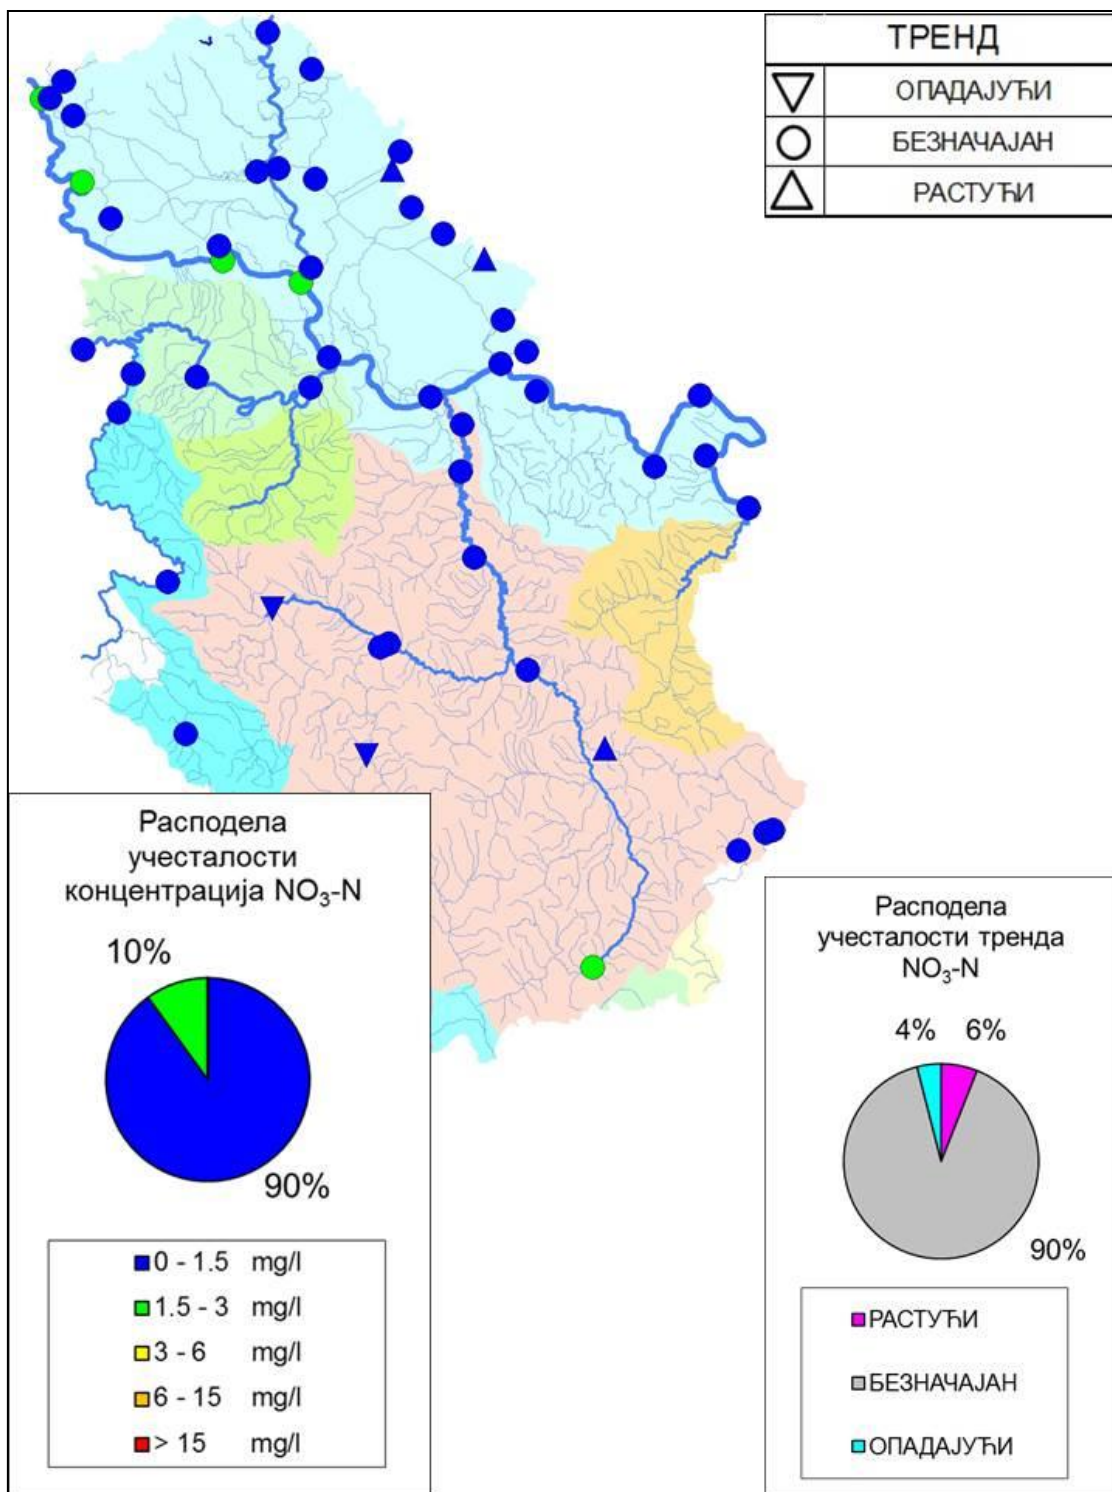 ТРЕНД
ОПАДАЈУЋИ
БЕЗНАЧАЈАН
РАСТУЋИ
Расподела
учесталости
концентрација NO₃-N
10%
90%
0 - 1.5 mg/l
1.5 - 3 mg/l
3 - 6 mg/l
6 - 15 mg/l
> 15 mg/l
Расподела
учесталости тренда
NO₃-N
4% 6%
90%
РАСТУЋИ
БЕЗНАЧАЈАН
ОПАДАЈУЋИ